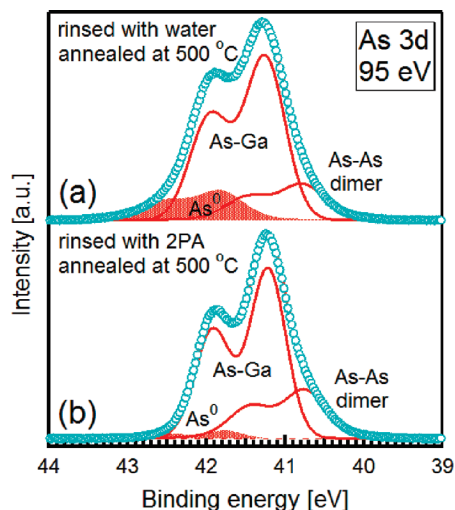 rinsed with water
annealed at 500 °C
As 3d
95 eV
As-Ga
As-As
dimer
As⁰
(a)
rinsed with 2PA
annealed at 500 °C
As-Ga
As-As
dimer
As⁰
(b)
Intensity [a.u.]
44 43 42 41 40 39
Binding energy [eV]